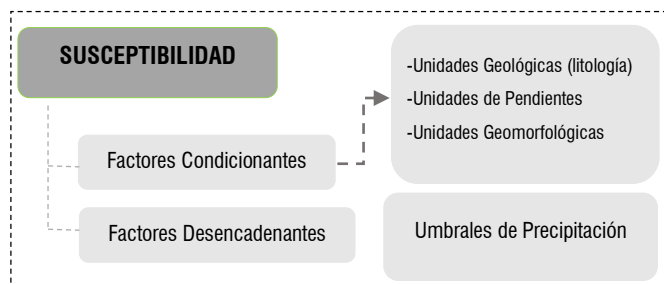 SUSCEPTIBILIDAD
Factores Condicionantes
Factores Desencadenantes
-Unidades Geológicas (litología)
-Unidades de Pendientes
-Unidades Geomorfológicas
Umbrales de Precipitación